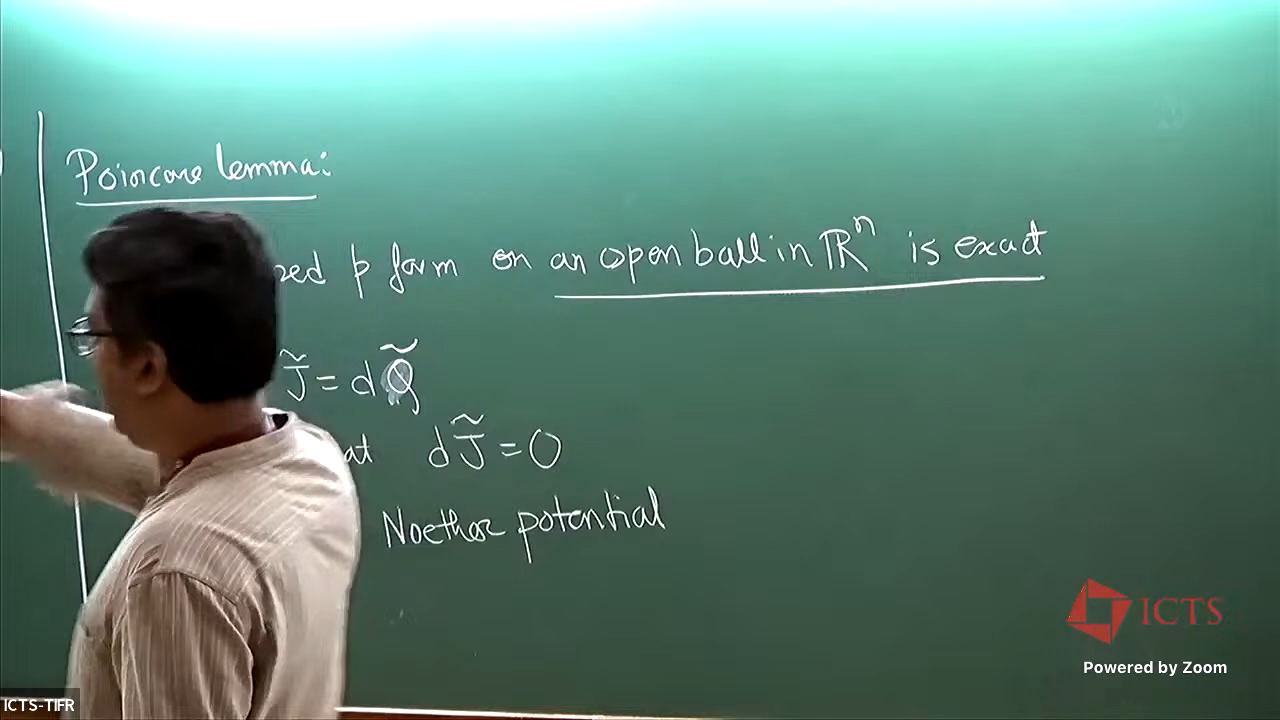 Poincare lemma:
p form on an open ball in ℝⁿ is exact
J̃ = dQ̃
at dJ̃ = 0
Noether potential
ICTS
Powered by Zoom
ICTS-TIFR